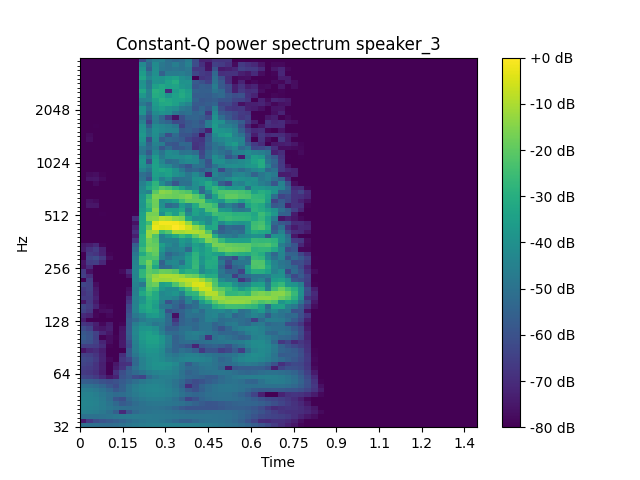 Constant-Q power spectrum speaker_3
Hz
2048
1024
512
256
128
64
32
0 0.15 0.3 0.45 0.6 0.75 0.9 1.1 1.2 1.4
Time
+0 dB
-10 dB
-20 dB
-30 dB
-40 dB
-50 dB
-60 dB
-70 dB
-80 dB